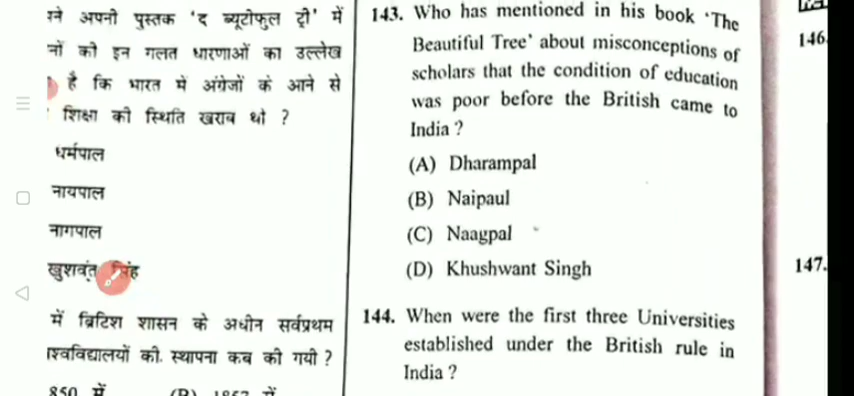 अपनी पुस्तक 'द ब्यूटीफुल ट्री' में
को इन गलत धारणाओं का उल्लेख
है कि भारत में अंग्रेजों के आने से
शिक्षा की स्थिति खराब थी ?
धर्मपाल
नायपाल
नागपाल
खुशवंत सिंह
में ब्रिटिश शासन के अधीन सर्वप्रथम
की स्थापना कब की गयी ?
850 में
143. Who has mentioned in his book 'The
Beautiful Tree' about misconceptions of
scholars that the condition of education
was poor before the British came to
India ?
(A) Dharampal
(B) Naipaul
(C) Naagpal
(D) Khushwant Singh
144. When were the first three Universities
established under the British rule in
India ?
146.
147.